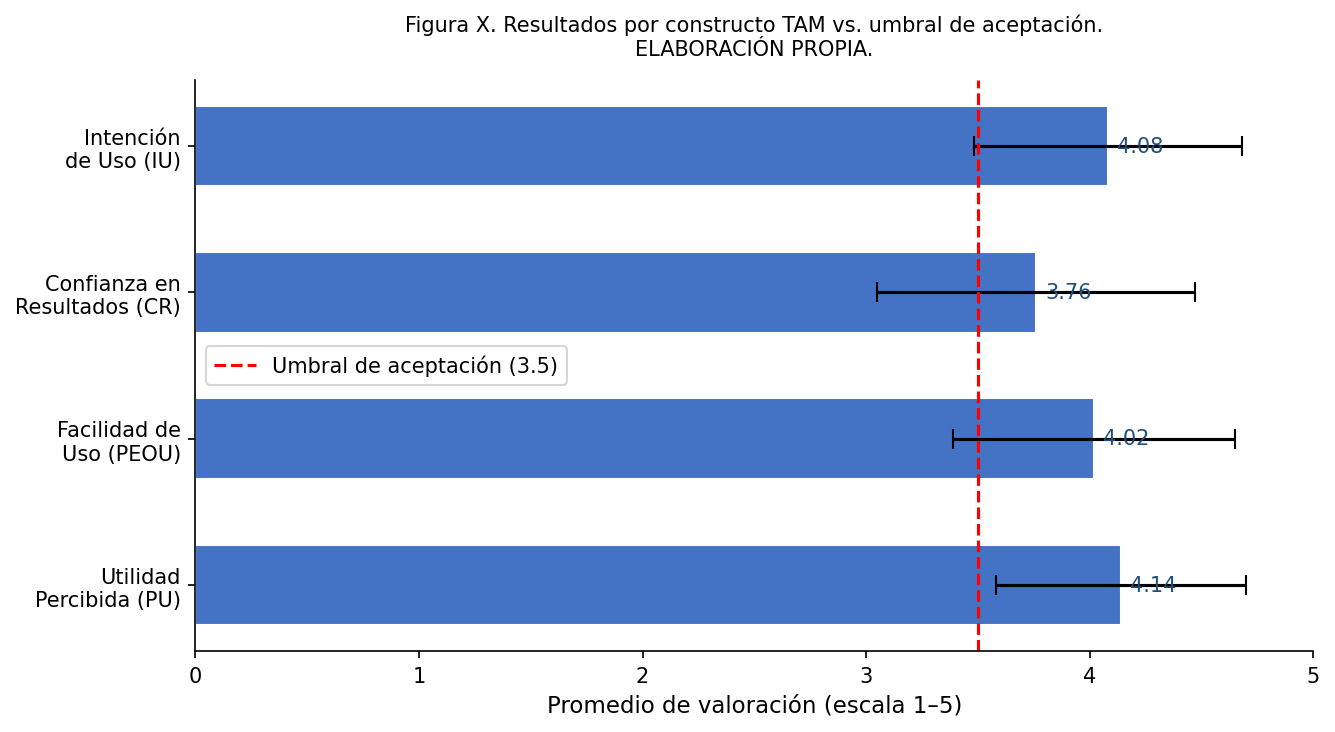 Figura X. Resultados por constructo TAM vs. umbral de aceptación.
ELABORACIÓN PROPIA.
Intención
de Uso (IU)
4.08
Confianza en
Resultados (CR)
3.76
Umbral de aceptación (3.5)
Facilidad de
Uso (PEOU)
4.02
Utilidad
Percibida (PU)
4.14
0 1 2 3 4 5
Promedio de valoración (escala 1–5)